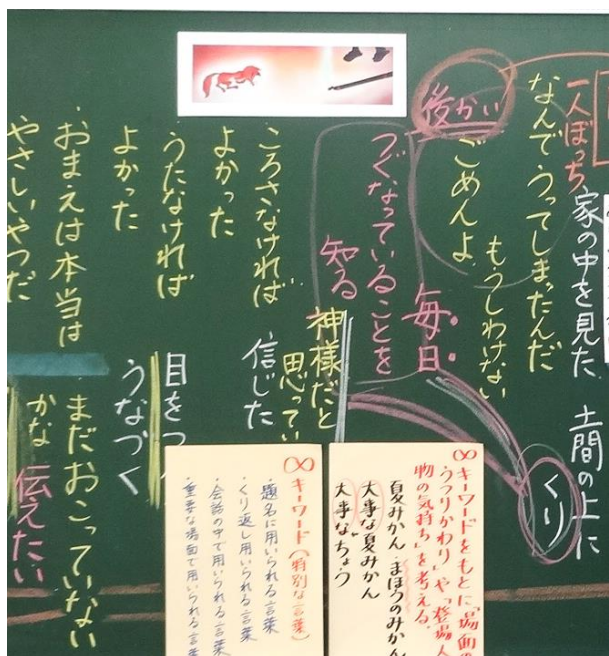 一人ぼっち
家の中を見た 土間の上に
くり
なんでうってしまったんだ
もうしわけない
後かい
ごめんよ
毎日
つぐなっていることを
知る
神様だと
思ってい
信じた
ころさなければ
よかった
うたなければ
よかった
目をつ
うなづく
おまえは本当は
やさしいやつだ
まだおこっていない
かな
伝えたい
キーワードをもとに「場面の
うつりかわり」や「登場人
物の気持ち」を考える。
夏みかん まほうのみかん
大事な夏みかん
大事なちょう
キーワード(特別な言葉)
・題名に用いられる言葉
・くり返し用いられる言葉
・会話の中で用いられる言葉
・重要な場面で用いられる言葉